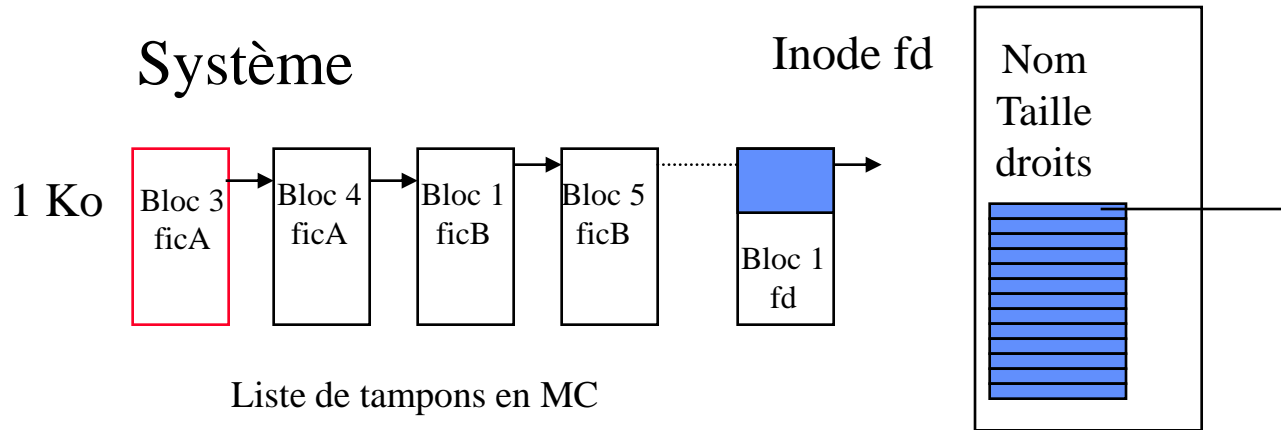 Système
Inode fd
Nom
Taille
droits
1 Ko
Bloc 3
ficA
Bloc 4
ficA
Bloc 1
ficB
Bloc 5
ficB
Bloc 1
fd
Liste de tampons en MC